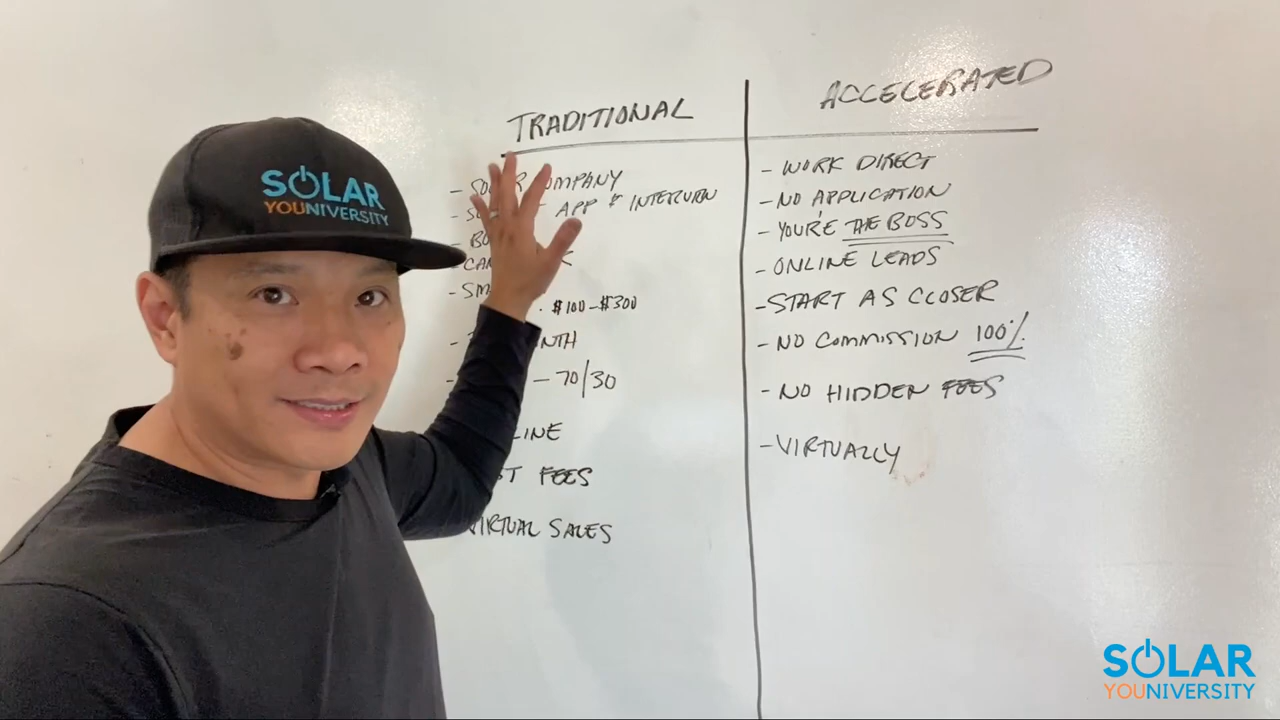 SOLAR
YOUNIVERSITY
TRADITIONAL
- COMPANY
- APP & INTERVIEW
-
-
-
$100-$300
-
- 70/30
LINE
FEES
VIRTUAL SALES
ACCELERATED
- WORK DIRECT
- NO APPLICATION
- YOU'RE THE BOSS
- ONLINE LEADS
- START AS CLOSER
- NO COMMISSION 100%
- NO HIDDEN FEES
- VIRTUALLY
SOLAR
YOUNIVERSITY